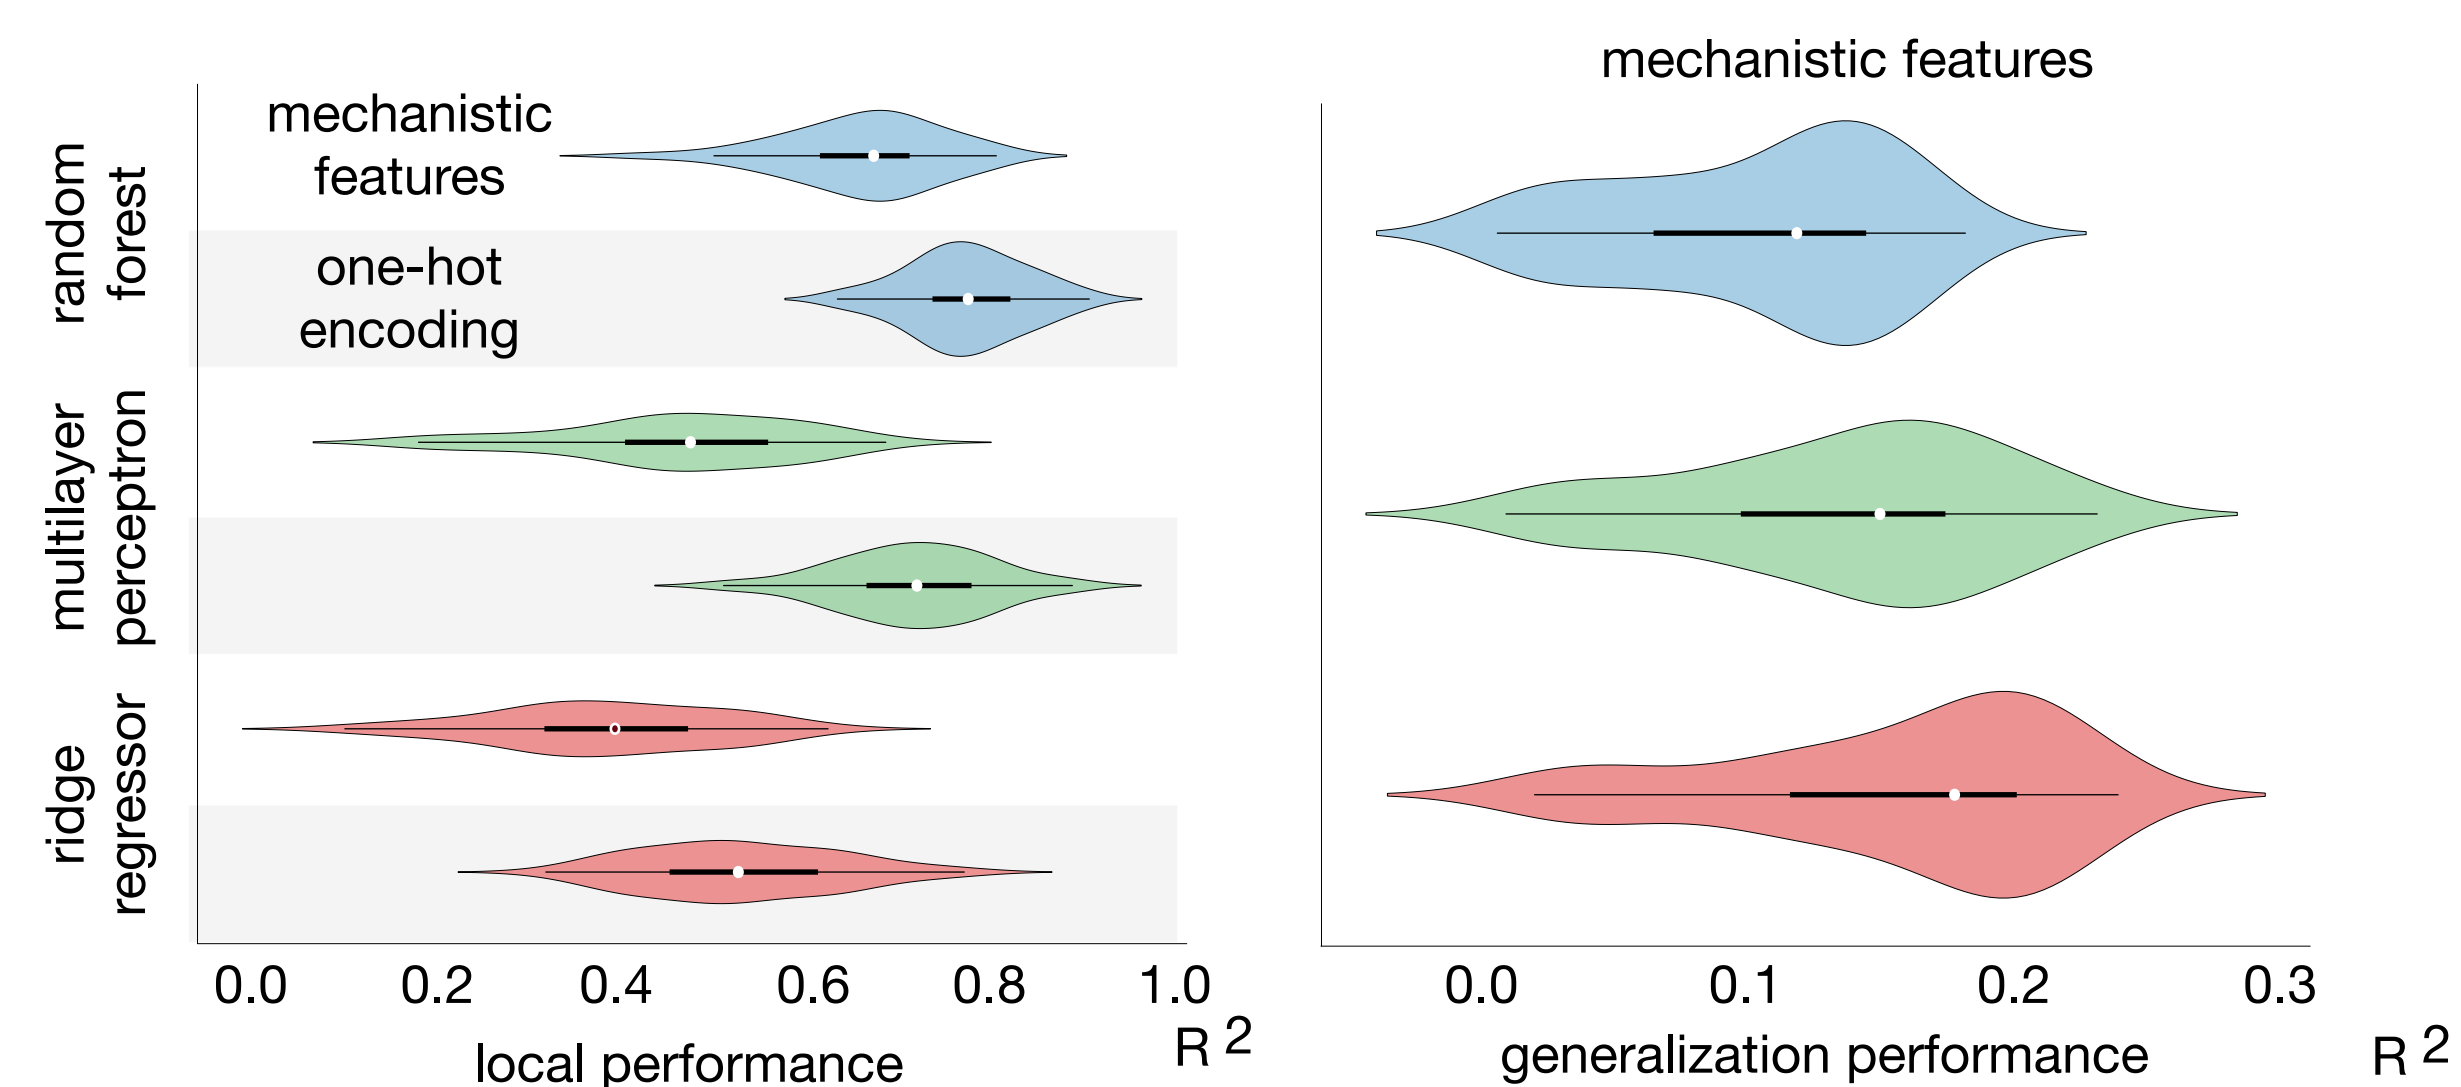 mechanistic features
mechanistic
features
one-hot
encoding
random
forest
multilayer
perceptron
ridge
regressor
0.0 0.2 0.4 0.6 0.8 1.0
R 2
local performance
0.0 0.1 0.2 0.3
generalization performance
R 2